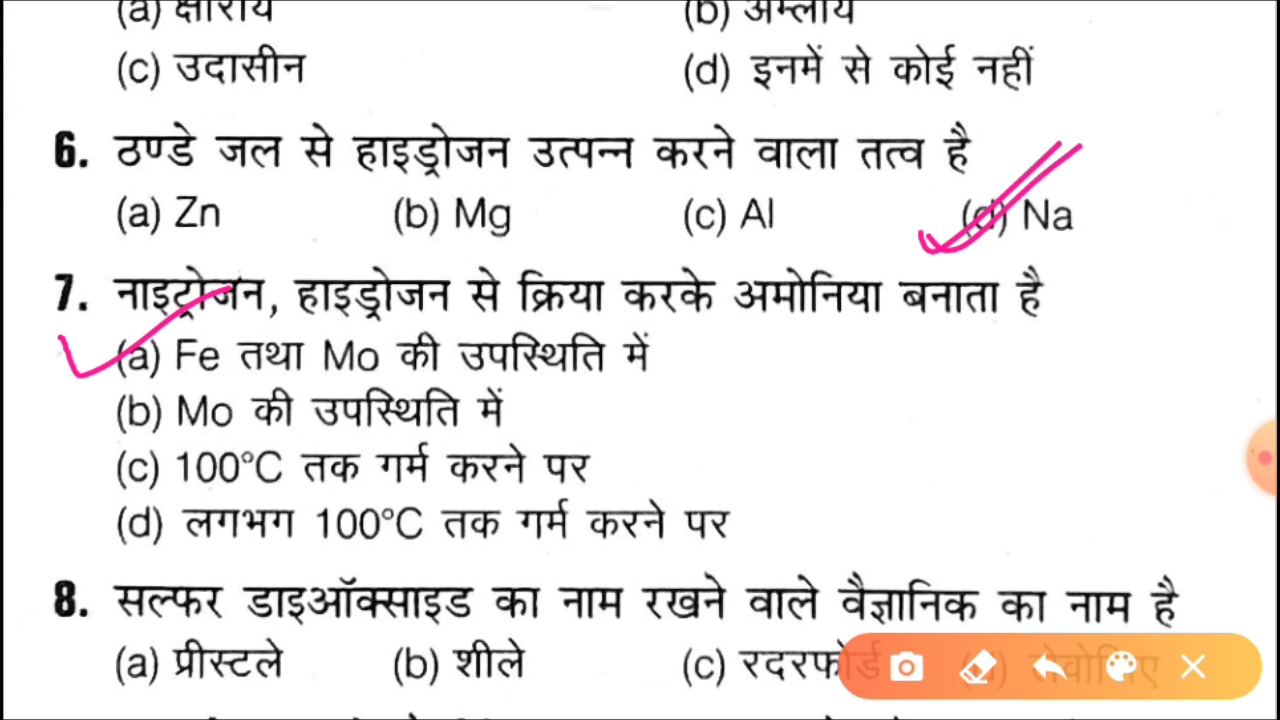 (a) क्षारीय (b) अम्लीय
(c) उदासीन (d) इनमें से कोई नहीं
6. ठण्डे जल से हाइड्रोजन उत्पन्न करने वाला तत्व है
(a) Zn (b) Mg (c) Al (d) Na
7. नाइट्रोजन, हाइड्रोजन से क्रिया करके अमोनिया बनाता है
(a) Fe तथा Mo की उपस्थिति में
(b) Mo की उपस्थिति में
(c) 100°C तक गर्म करने पर
(d) लगभग 100°C तक गर्म करने पर
8. सल्फर डाइऑक्साइड का नाम रखने वाले वैज्ञानिक का नाम है
(a) प्रीस्टले (b) शीले (c) रदरफोर्ड (d) लेवोशिए